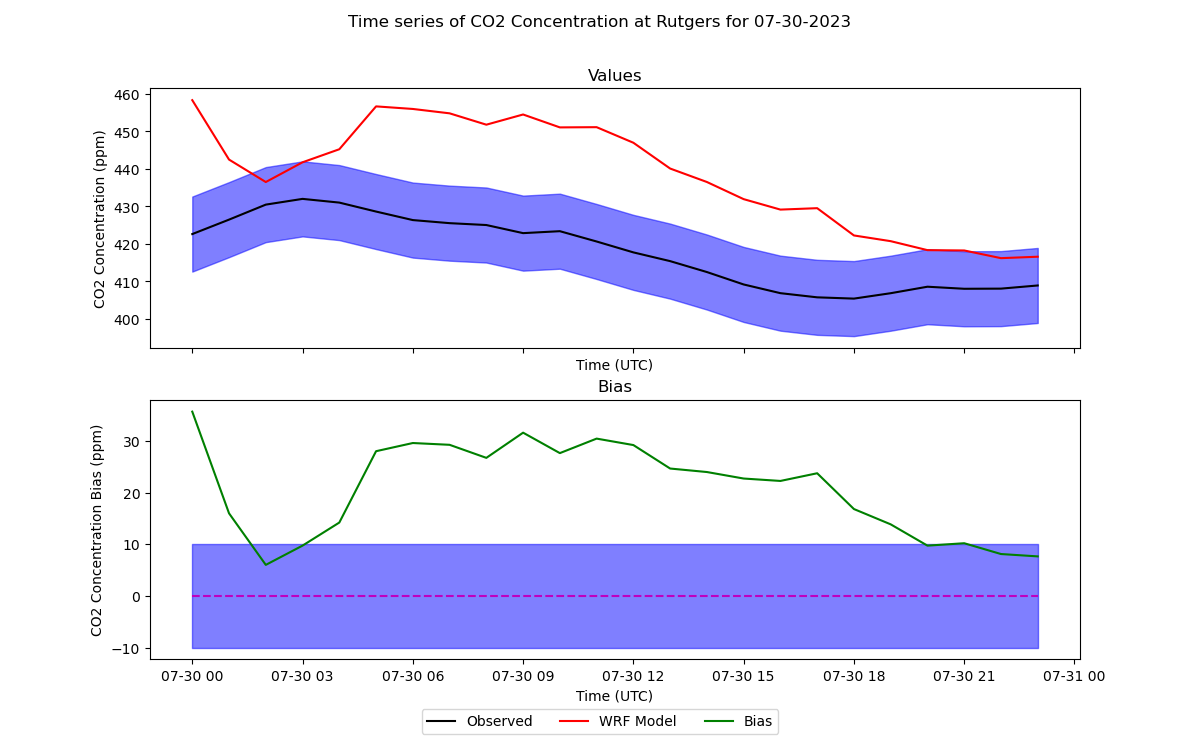 Time series of CO2 Concentration at Rutgers for 07-30-2023
Values
CO2 Concentration (ppm)
460
450
440
430
420
410
400
Time (UTC)
Bias
CO2 Concentration Bias (ppm)
30
20
10
0
−10
07-30 00 07-30 03 07-30 06 07-30 09 07-30 12 07-30 15 07-30 18 07-30 21 07-31 00
Time (UTC)
Observed WRF Model Bias